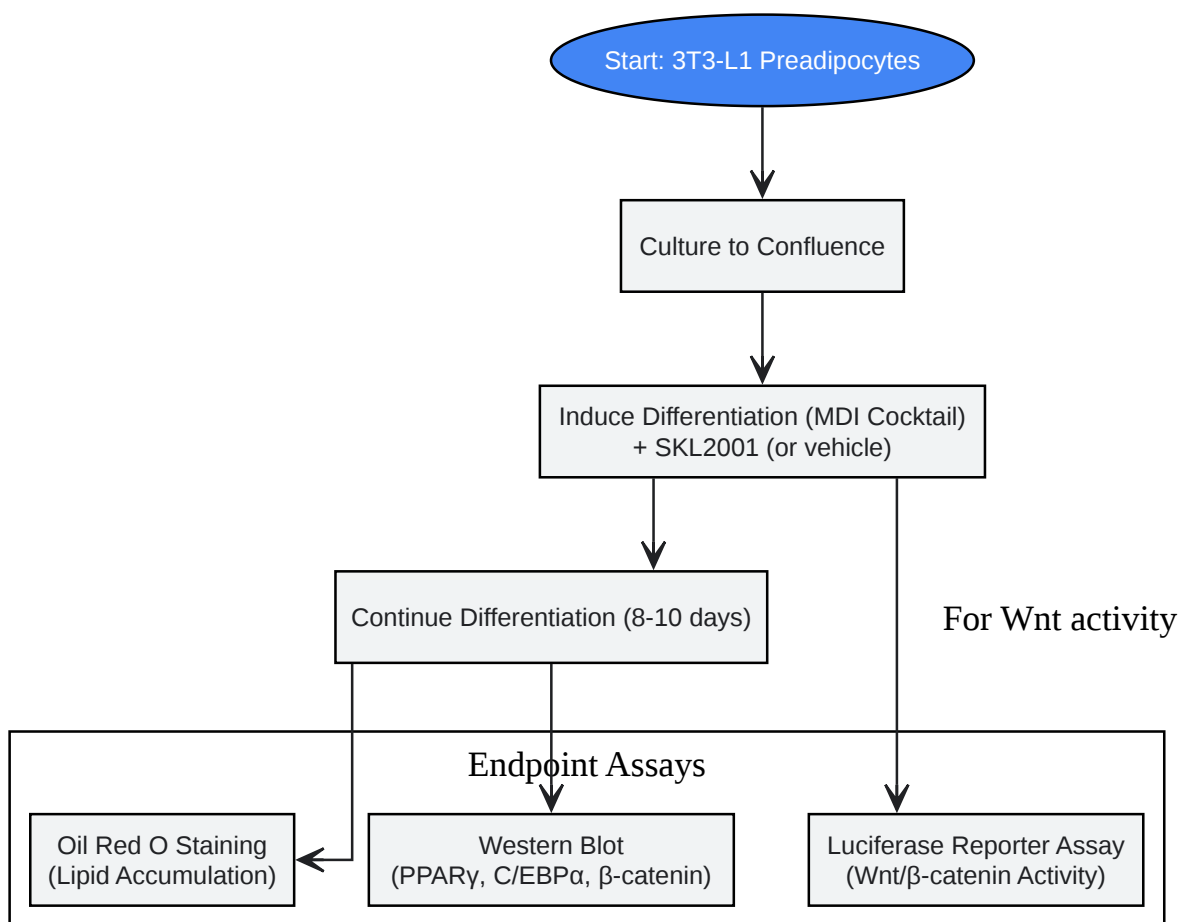 Start: 3T3-L1 Preadipocytes
Culture to Confluence
Induce Differentiation (MDI Cocktail)
+ SKL2001 (or vehicle)
Continue Differentiation (8-10 days)
For Wnt activity
Endpoint Assays
Oil Red O Staining
(Lipid Accumulation)
Western Blot
(PPARγ, C/EBPα, β-catenin)
Luciferase Reporter Assay
(Wnt/β-catenin Activity)